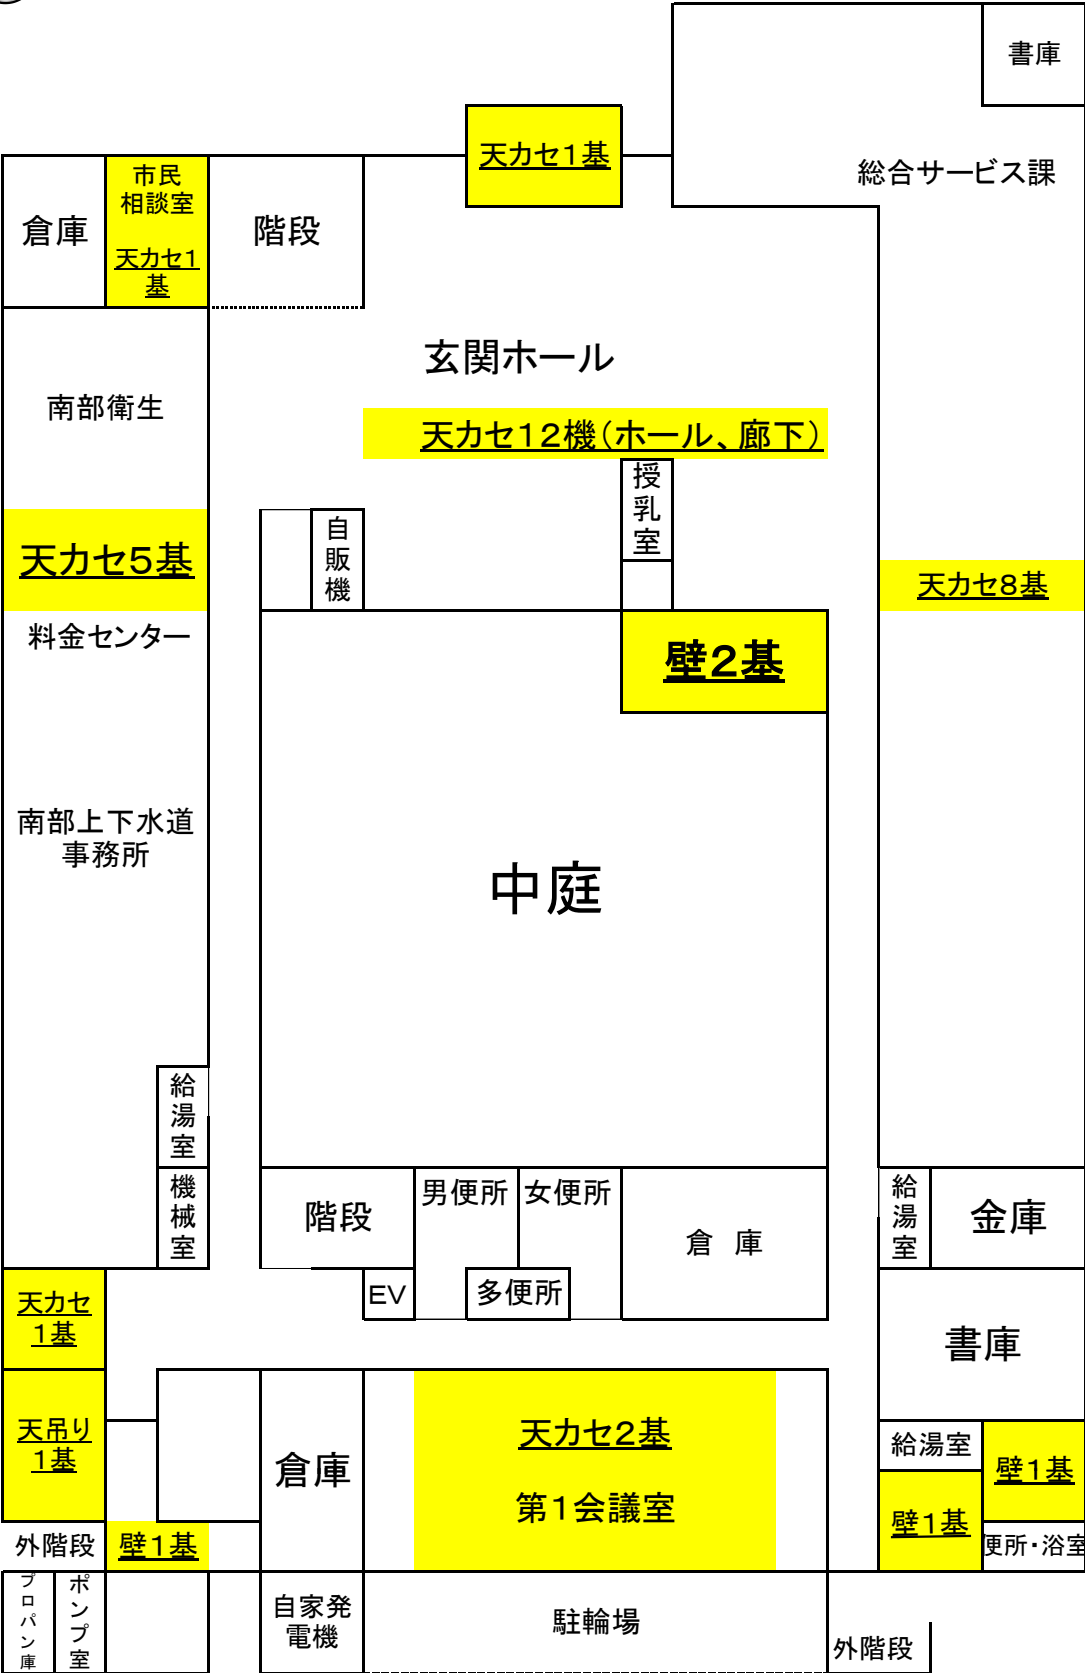 書庫
天カセ1基
総合サービス課
倉庫
市民
相談室
天カセ1
基
階段
玄関ホール
南部衛生
天カセ12機(ホール、廊下)
授
乳
室
自
販
機
天カセ5基
天カセ8基
料金センター
壁2基
南部上下水道
事務所
中庭
給
湯
室
機
械
室
階段
男便所
女便所
倉 庫
給
湯
室
金庫
EV
多便所
天カセ
1基
書庫
天吊り
1基
倉庫
天カセ2基
第1会議室
給湯室
壁1基
壁1基
便所・浴室
外階段
壁1基
プ
ロ
パ
ン
庫
ポ
ン
プ
室
自家発
電機
駐輪場
外階段